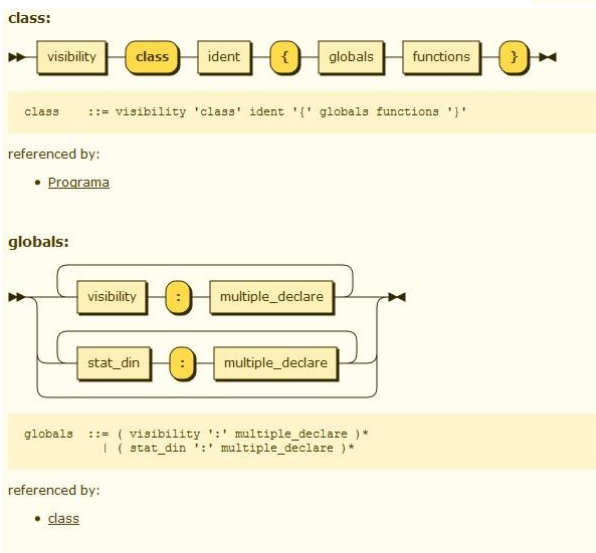 class:
visibility class ident { globals functions }
class ::= visibility 'class' ident '{' globals functions '}'
referenced by:
• Programa
globals:
visibility : multiple_declare
stat_din : multiple_declare
globals ::= ( visibility ':' multiple_declare )*
| ( stat_din ':' multiple_declare )*
referenced by:
• class